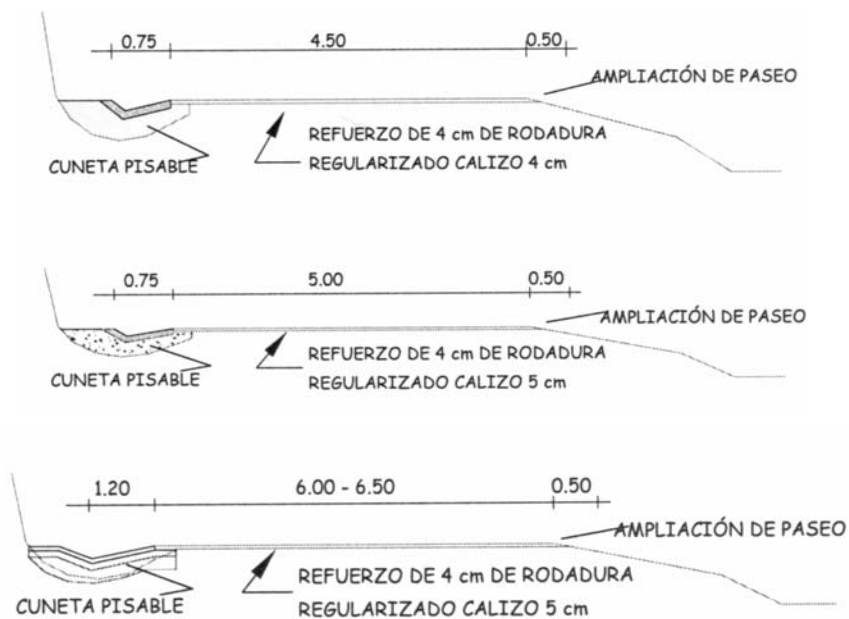 0.75 4.50 0.50
AMPLIACIÓN DE PASEO
REFUERZO DE 4 cm DE RODADURA
CUNETA PISABLE
REGULARIZADO CALIZO 4 cm
0.75 5.00 0.50
AMPLIACIÓN DE PASEO
REFUERZO DE 4 cm DE RODADURA
CUNETA PISABLE
REGULARIZADO CALIZO 5 cm
1.20 6.00 - 6.50 0.50
AMPLIACIÓN DE PASEO
REFUERZO DE 4 cm DE RODADURA
CUNETA PISABLE
REGULARIZADO CALIZO 5 cm